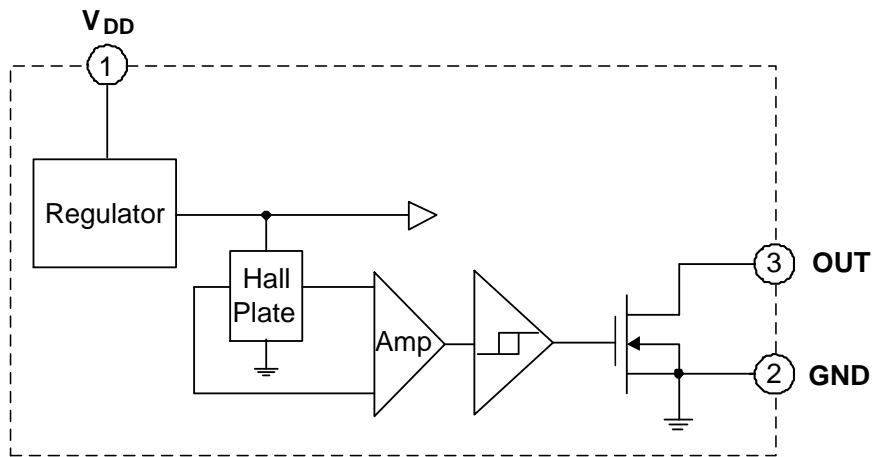 VDD
1
Regulator
Hall
Plate
Amp
3 OUT
2 GND